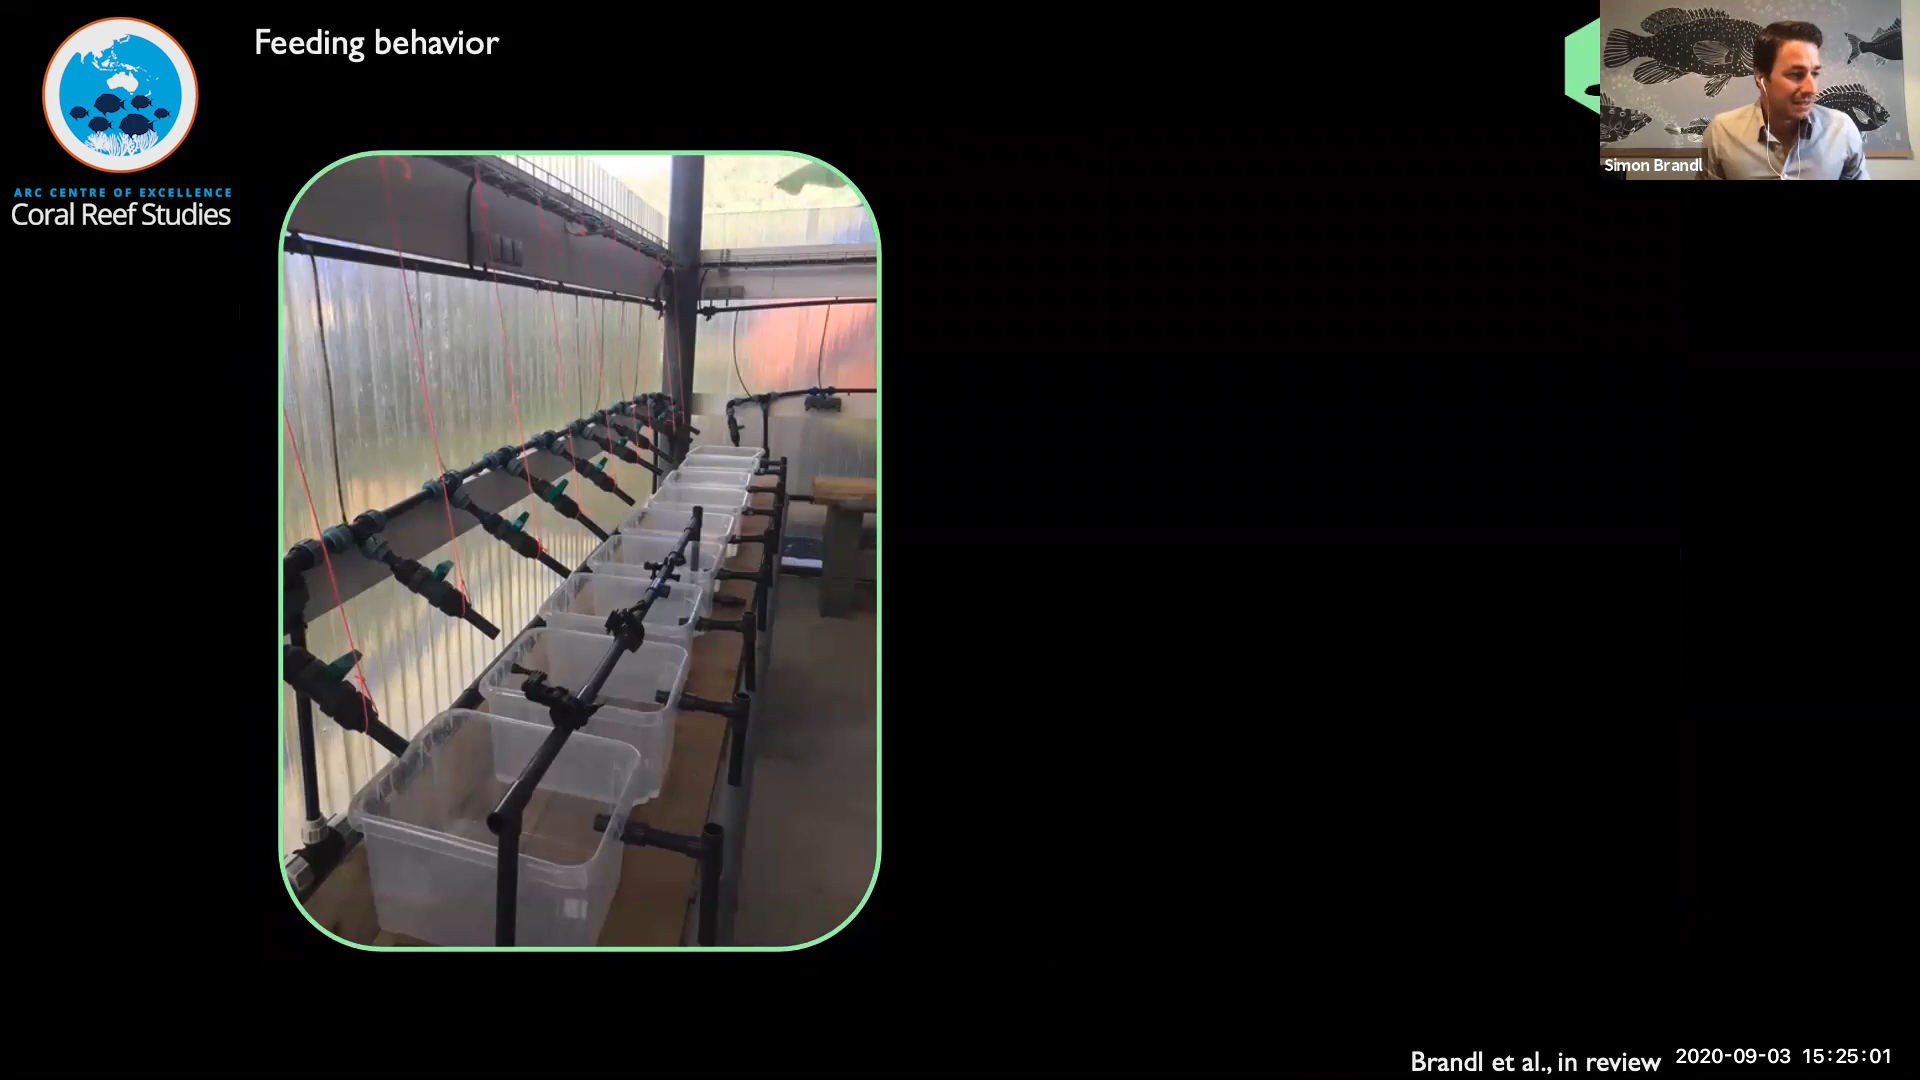 Feeding behavior
ARC CENTRE OF EXCELLENCE
Coral Reef Studies
Simon Brandl
Brandl et al., in review
2020-09-03 15:25:01